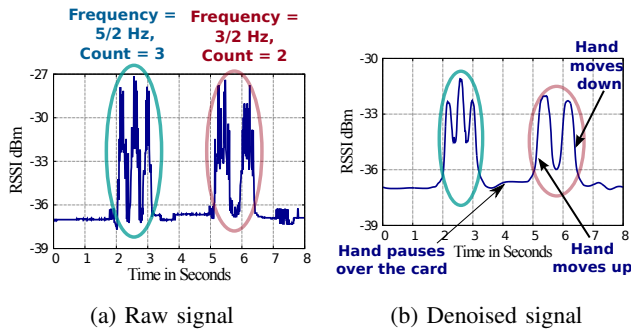 Frequency =
5/2 Hz,
Count = 3
Frequency =
3/2 Hz,
Count = 2
-27
-30
-33
-36
-39
RSSI dBm
0 1 2 3 4 5 6 7 8
Time in Seconds
(a) Raw signal
Hand
moves
down
-30
-33
-36
-39
RSSI dBm
0 1 2 3 4 5 6 7 8
Time in Seconds
Hand pauses
over the card
Hand
moves up
(b) Denoised signal